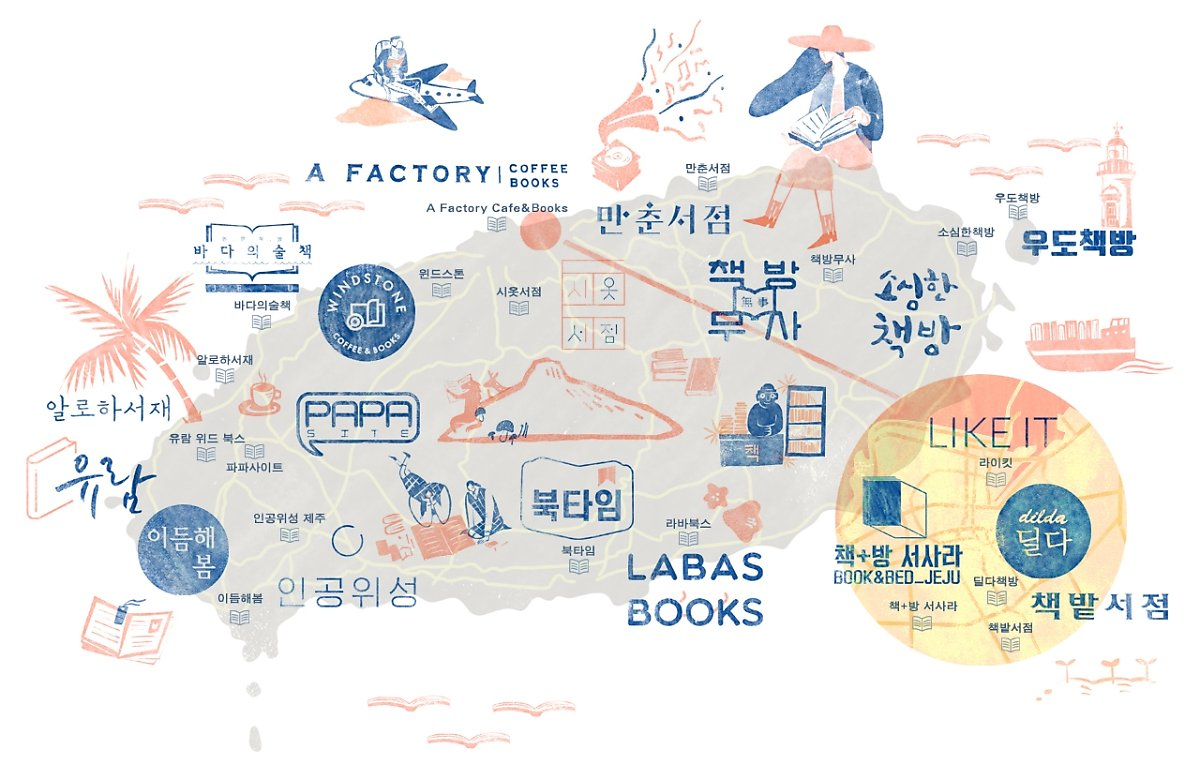 A FACTORY
COFFEE
BOOKS
A Factory Cafe&Books
만춘서점
만춘서점
우도책방
우도책방
소심한책방
소심한
책방
책방무사
책방
무사
無事
바다의술책
JEJU
바다의술책
WINDSTONE
COFFEE & BOOKS
윈드스톤
시옷서점
시옷
서점
알로하서재
알로하서재
PAPA
SITE
유람 위드 북스
파파사이트
유람
책
북타임
북타임
인공위성 제주
인공위성
이듬해
봄
이듬해봄
라바북스
LABAS
BOOKS
LIKE IT
라이킷
dilda
딜다
딜다책방
책+방 서사라
BOOK&BED_JEJU
책+방 서사라
책밭서점
책밭서점